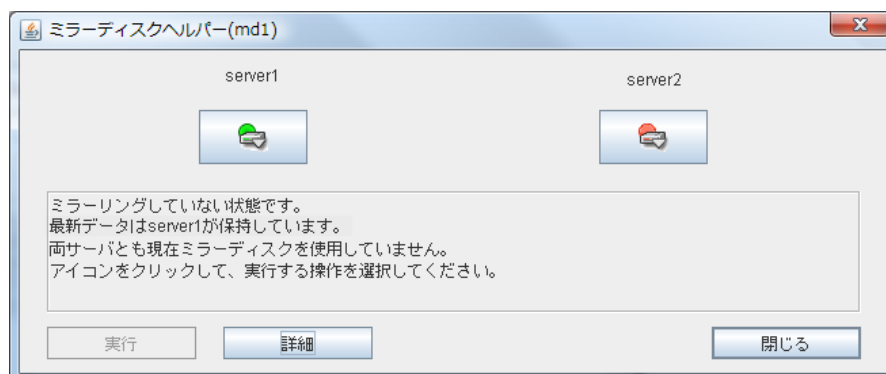 ミラーディスクヘルパー(md1)
server1
server2
ミラーリングしていない状態です。
最新データはserver1が保持しています。
両サーバとも現在ミラーディスクを使用していません。
アイコンをクリックして、実行する操作を選択してください。
実行
詳細
閉じる